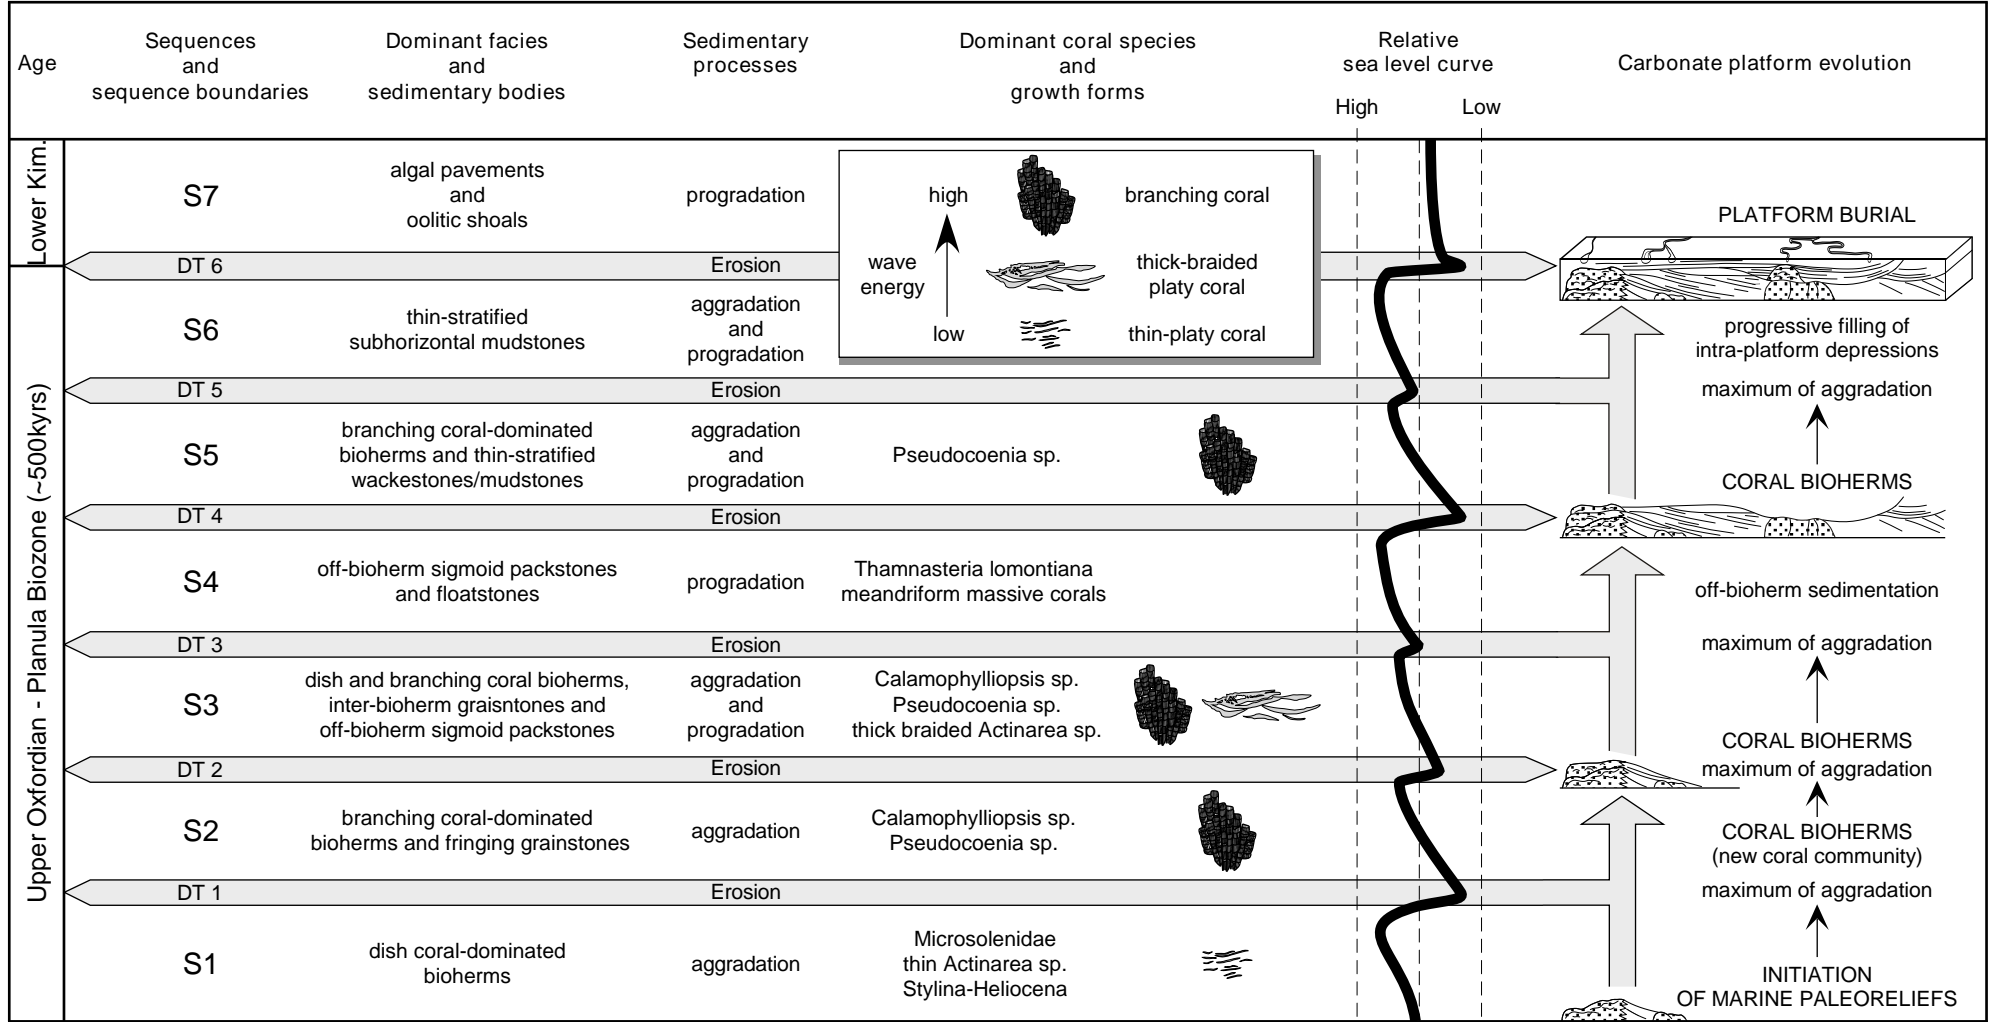 Age
Sequences
and
sequence boundaries
Dominant facies
and
sedimentary bodies
Sedimentary
processes
Dominant coral species
and
growth forms
Relative
sea level curve
High
Low
Carbonate platform evolution
Lower Kim.
S7
algal pavements
and
oolitic shoals
progradation
high
wave
energy
low
branching coral
thick-braided
platy coral
thin-platy coral
PLATFORM BURIAL
DT 6
Erosion
Upper Oxfordian - Planula Biozone (~500kyrs)
S6
thin-stratified
subhorizontal mudstones
aggradation
and
progradation
progressive filling of
intra-platform depressions
DT 5
Erosion
maximum of aggradation
S5
branching coral-dominated
bioherms and thin-stratified
wackestones/mudstones
aggradation
and
progradation
Pseudocoenia sp.
CORAL BIOHERMS
DT 4
Erosion
S4
off-bioherm sigmoid packstones
and floatstones
progradation
Thamnasteria lomontiana
meandriform massive corals
off-bioherm sedimentation
DT 3
Erosion
maximum of aggradation
S3
dish and branching coral bioherms,
inter-bioherm graisntones and
off-bioherm sigmoid packstones
aggradation
and
progradation
Calamophylliopsis sp.
Pseudocoenia sp.
thick braided Actinarea sp.
CORAL BIOHERMS
DT 2
Erosion
maximum of aggradation
S2
branching coral-dominated
bioherms and fringing grainstones
aggradation
Calamophylliopsis sp.
Pseudocoenia sp.
CORAL BIOHERMS
(new coral community)
DT 1
Erosion
maximum of aggradation
S1
dish coral-dominated
bioherms
aggradation
Microsolenidae
thin Actinarea sp.
Stylina-Heliocena
INITIATION
OF MARINE PALEORELIEFS